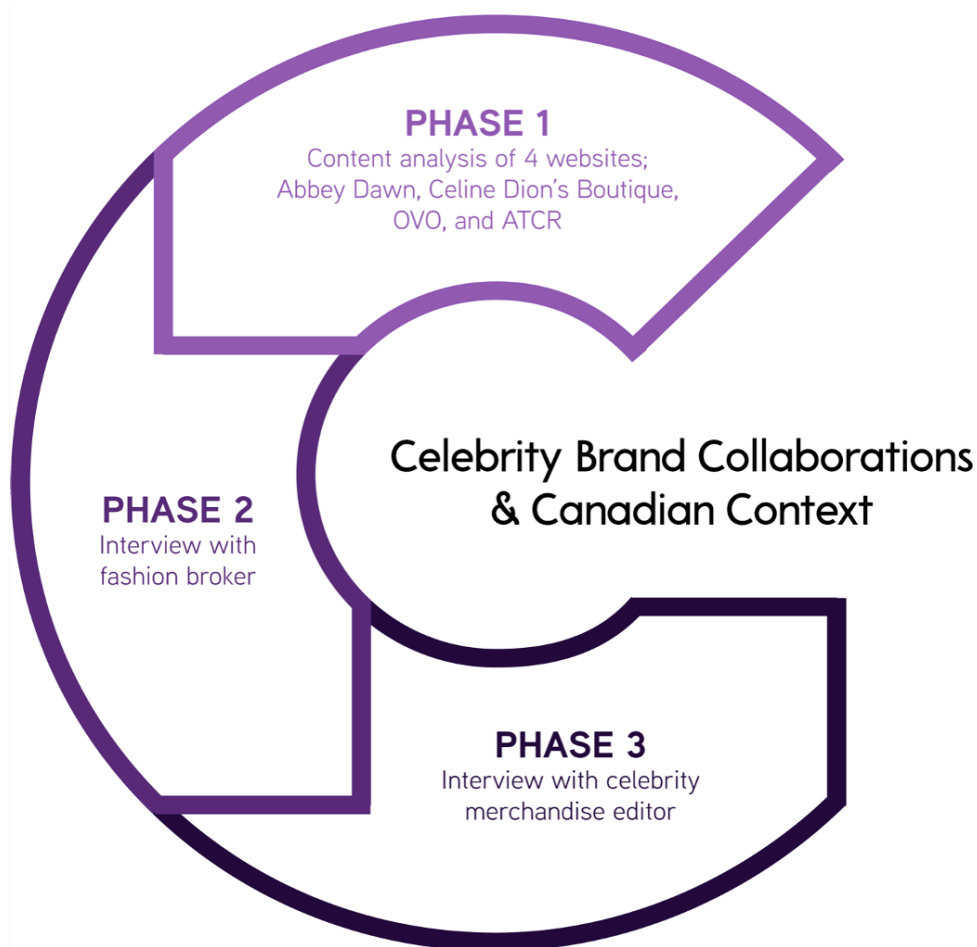 PHASE 1
Content analysis of 4 websites;
Abbey Dawn, Celine Dion's Boutique,
OVO, and ATCR
Celebrity Brand Collaborations
& Canadian Context
PHASE 2
Interview with
fashion broker
PHASE 3
Interview with celebrity
merchandise editor